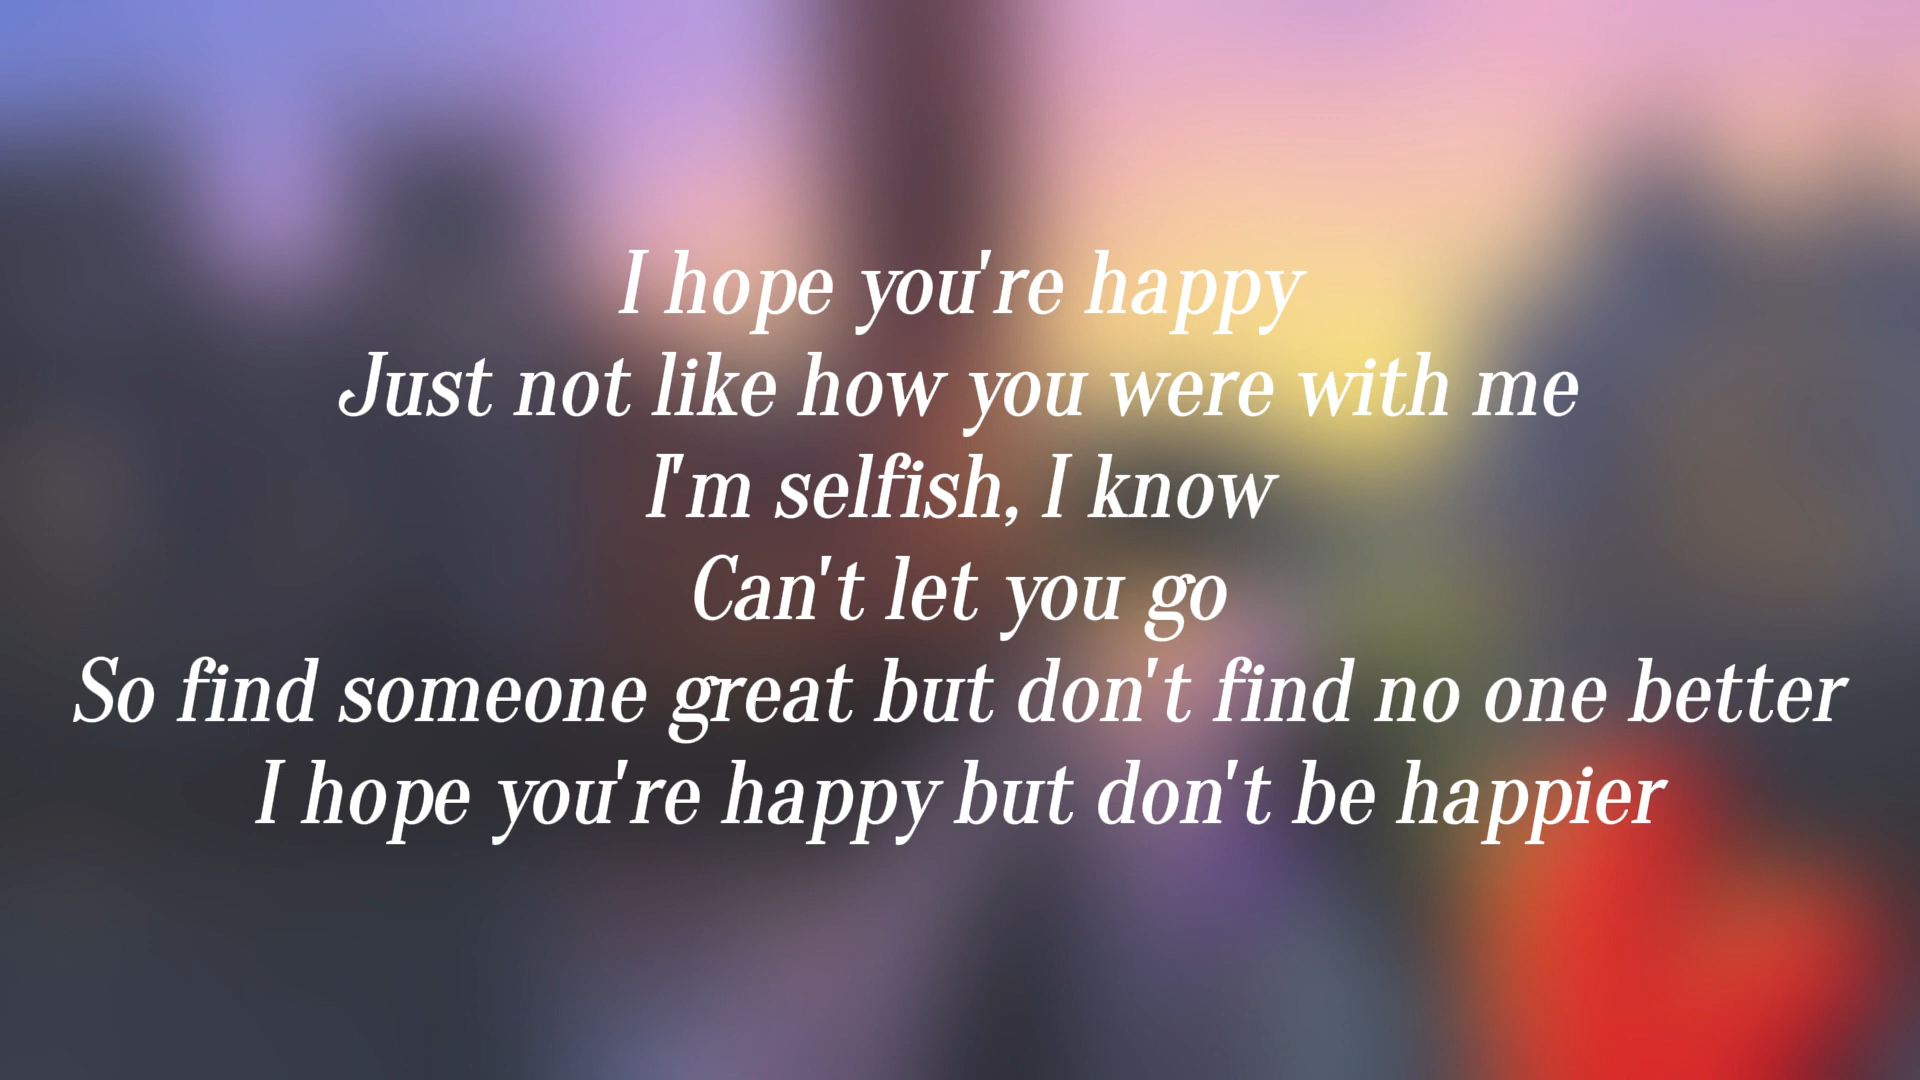 I hope you're happy
Just not like how you were with me
I'm selfish, I know
Can't let you go
So find someone great but don't find no one better
I hope you're happy but don't be happier